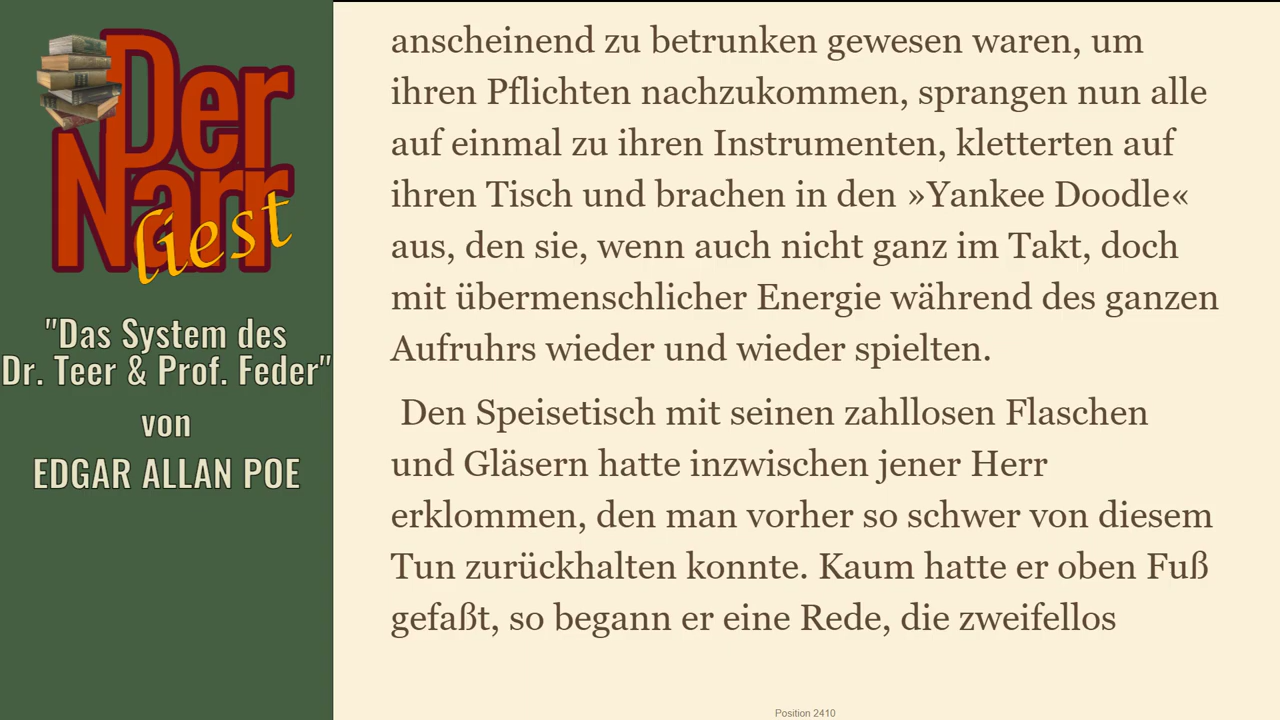 Der
Narr
liest
"Das System des
Dr. Teer & Prof. Feder"
von
EDGAR ALLAN POE
anscheinend zu betrunken gewesen waren, um
ihren Pflichten nachzukommen, sprangen nun alle
auf einmal zu ihren Instrumenten, kletterten auf
ihren Tisch und brachen in den »Yankee Doodle«
aus, den sie, wenn auch nicht ganz im Takt, doch
mit übermenschlicher Energie während des ganzen
Aufruhrs wieder und wieder spielten.
Den Speisetisch mit seinen zahllosen Flaschen
und Gläsern hatte inzwischen jener Herr
erklommen, den man vorher so schwer von diesem
Tun zurückhalten konnte. Kaum hatte er oben Fuß
gefaßt, so begann er eine Rede, die zweifellos
Position 2410